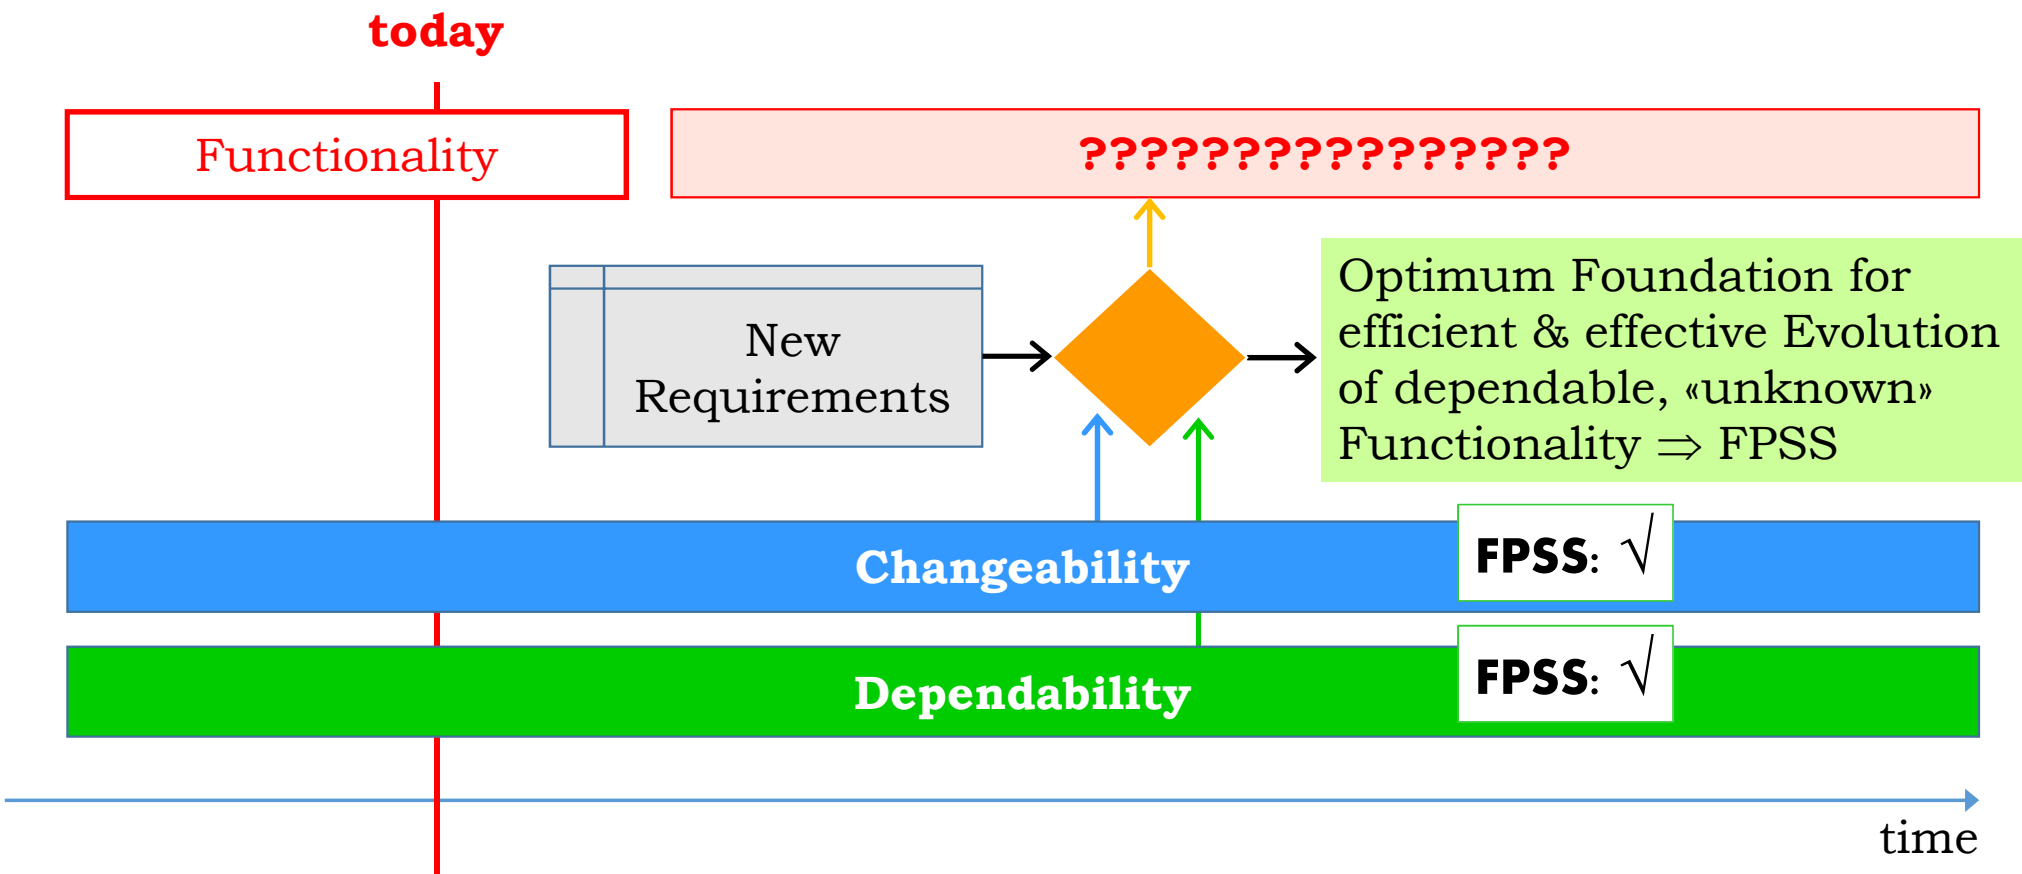 today
Functionality
????????????????
New
Requirements
Optimum Foundation for
efficient & effective Evolution
of dependable, «unknown»
Functionality ⇒ FPSS
Changeability
FPSS: √
Dependability
FPSS: √
time